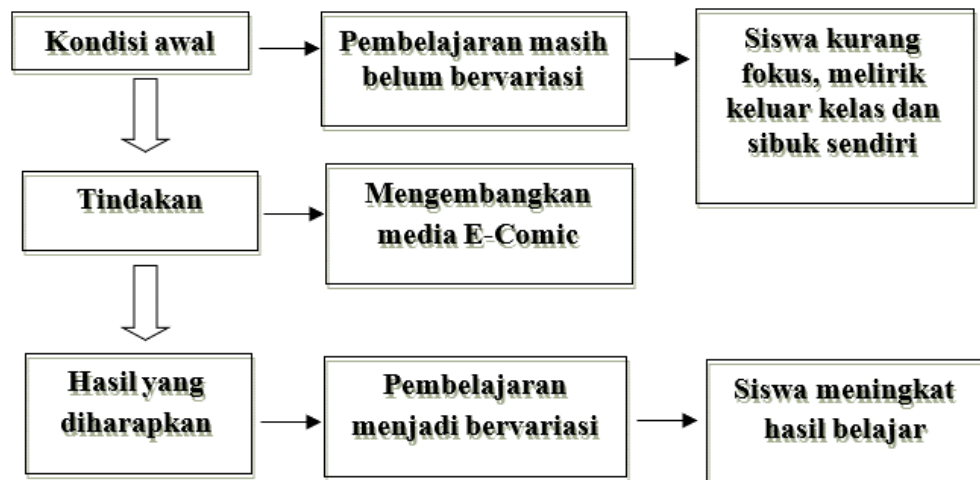 Kondisi awal
Pembelajaran masih
belum bervariasi
Siswa kurang
fokus, melirik
keluar kelas dan
sibuk sendiri
Tindakan
Mengembangkan
media E-Comic
Hasil yang
diharapkan
Pembelajaran
menjadi bervariasi
Siswa meningkat
hasil belajar